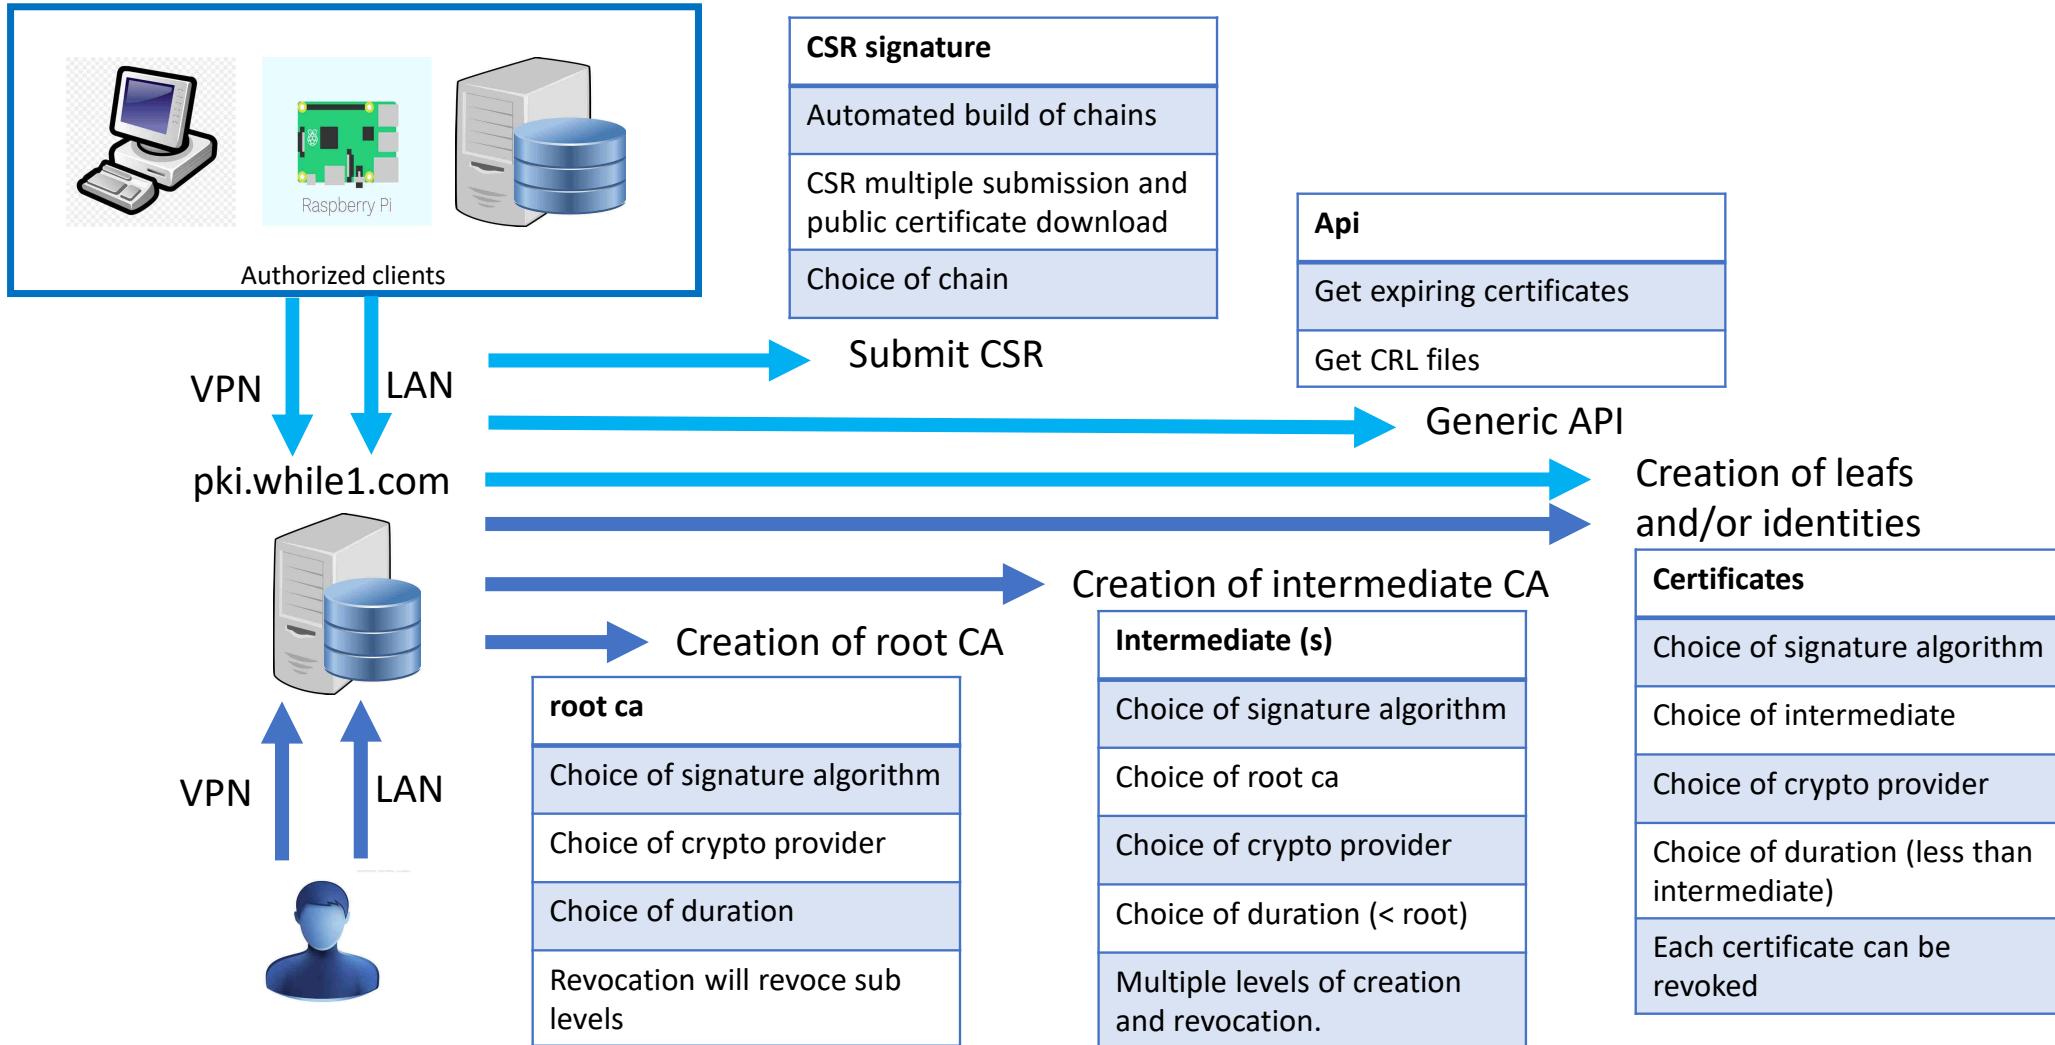 Raspberry Pi
Authorized clients
VPN
LAN
pki.while1.com
VPN
LAN
CSR signature
Automated build of chains
CSR multiple submission and
public certificate download
Choice of chain
Submit CSR
Api
Get expiring certificates
Get CRL files
Generic API
Creation of leafs
and/or identities
Creation of intermediate CA
Creation of root CA
root ca
Choice of signature algorithm
Choice of crypto provider
Choice of duration
Revocation will revoce sub
levels
Intermediate (s)
Choice of signature algorithm
Choice of root ca
Choice of crypto provider
Choice of duration (< root)
Multiple levels of creation
and revocation.
Certificates
Choice of signature algorithm
Choice of intermediate
Choice of crypto provider
Choice of duration (less than
intermediate)
Each certificate can be
revoked